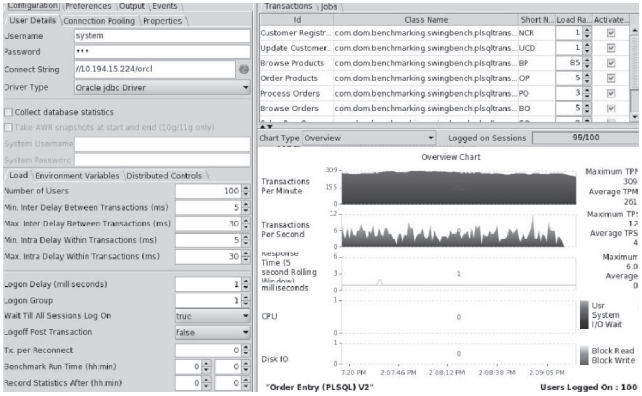 Configuration Preferences Output Events
User Details Connection Pooling Properties
Username system
Password ***
Connect String //10.194.15.224/orcl
Driver Type Oracle jdbc Driver
Collect database statistics
Take AWR snapshots at start and end (10g/11g only)
System Username
System Password
Load Environment Variables Distributed Controls
Number of Users 100
Min. Inter Delay Between Transactions (ms) 5
Max. Inter Delay Between Transactions (ms) 30
Min. Intra Delay Within Transactions (ms) 5
Max. Intra Delay Within Transactions (ms) 30
Logon Delay (milliseconds) 1
Logon Group 1
Wait Till All Sessions Log On true
Logoff Post Transaction false
Tx. per Reconnect 0
Benchmark Run Time (hh:min) 0 0
Record Statistics After (hh:min) 0 0
Transactions Jobs
Id Class Name Short N... Load Ra... Activate...
Customer Registr... com.dom.benchmarking.swingbench.plsqltrans... NCR 1
Update Customer... com.dom.benchmarking.swingbench.plsqltrans... UCD 1
Browse Products com.dom.benchmarking.swingbench.plsqltrans... BP 85
Order Products com.dom.benchmarking.swingbench.plsqltrans... OP 5
Process Orders com.dom.benchmarking.swingbench.plsqltrans... PO 3
Browse Orders com.dom.benchmarking.swingbench.plsqltrans... BO 5
Chart Type Overview Logged on Sessions 99/100
Overview Chart
Transactions Per Minute
309
155
0
Maximum TPM
309
Average TPM
261
Transactions Per Second
12
6
0
Maximum TPS
12
Average TPS
4
Response Time (5 second Rolling Window) milliseconds
6
3
0
1
Maximum
6.0
Average
CPU
1
0
0
Usr
System
I/O Wait
Disk IO
1
0
0
Block Read
Block Write
7:20 PM 2:07:46 PM 2:08:12 PM 2:08:38 PM 2:09:05 PM
"Order Entry (PLSQL) V2" Users Logged On : 100